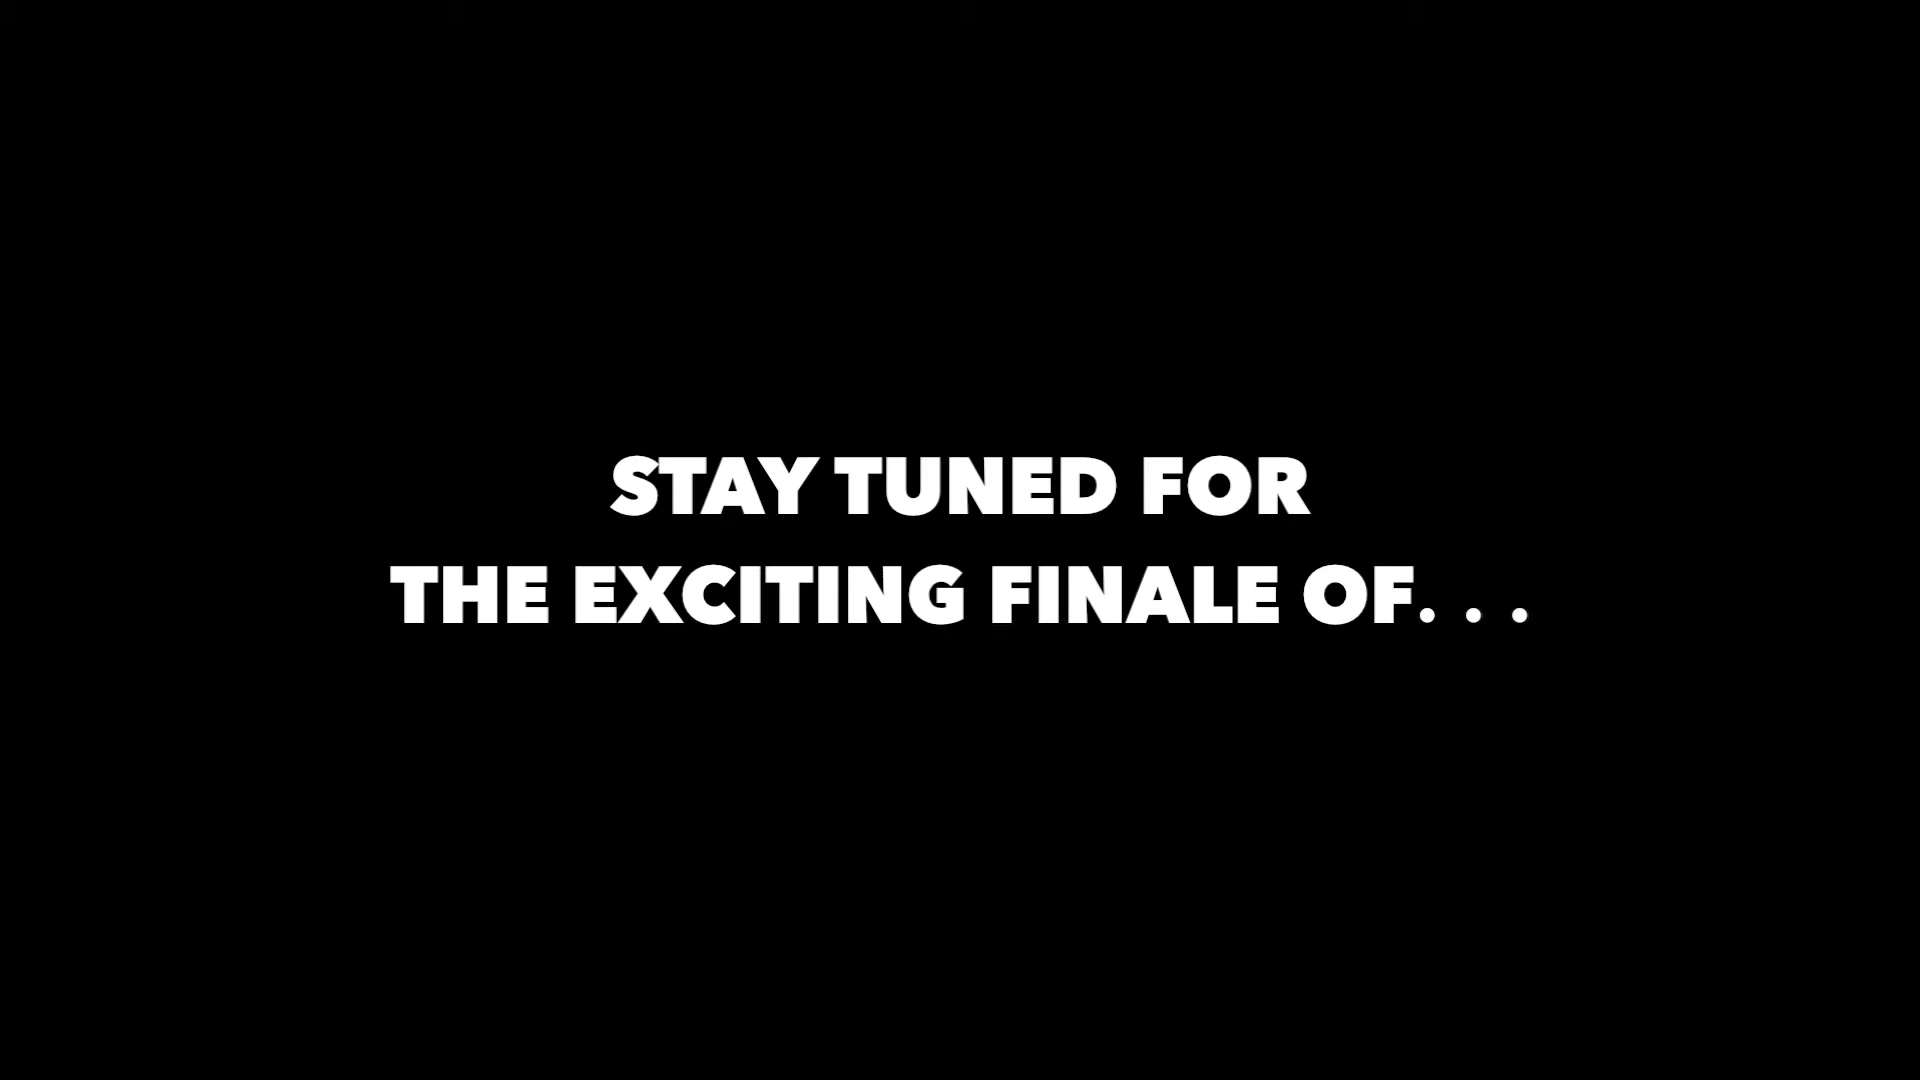 STAY TUNED FOR
THE EXCITING FINALE OF. . .